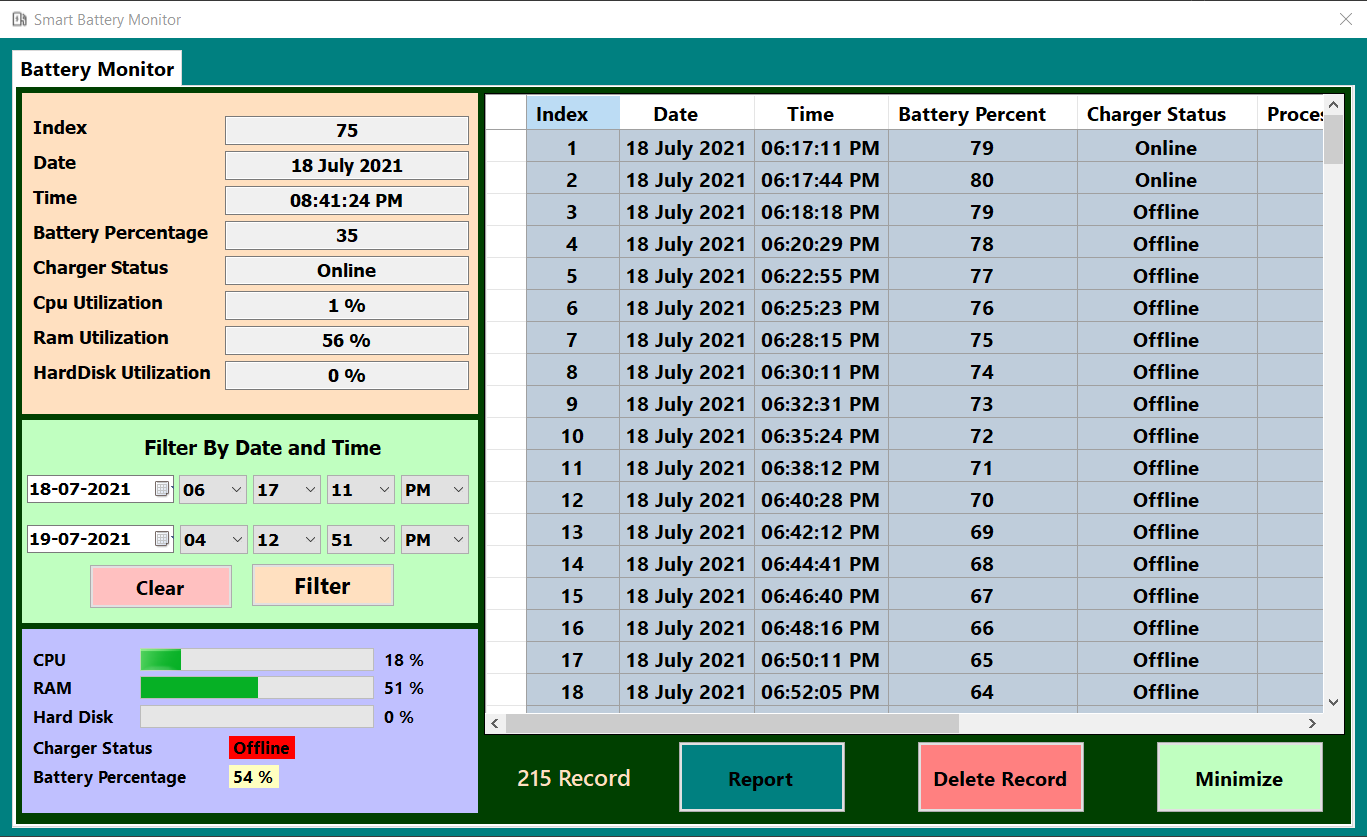 Smart Battery Monitor
Battery Monitor
Index 75
Date 18 July 2021
Time 08:41:24 PM
Battery Percentage 35
Charger Status Online
Cpu Utilization 1 %
Ram Utilization 56 %
HardDisk Utilization 0 %
Filter By Date and Time
18-07-2021 06 17 11 PM
19-07-2021 04 12 51 PM
Clear Filter
CPU 18 %
RAM 51 %
Hard Disk 0 %
Charger Status Offline
Battery Percentage 54 %
Index Date Time Battery Percent Charger Status Proces
1 18 July 2021 06:17:11 PM 79 Online
2 18 July 2021 06:17:44 PM 80 Online
3 18 July 2021 06:18:18 PM 79 Offline
4 18 July 2021 06:20:29 PM 78 Offline
5 18 July 2021 06:22:55 PM 77 Offline
6 18 July 2021 06:25:23 PM 76 Offline
7 18 July 2021 06:28:15 PM 75 Offline
8 18 July 2021 06:30:11 PM 74 Offline
9 18 July 2021 06:32:31 PM 73 Offline
10 18 July 2021 06:35:24 PM 72 Offline
11 18 July 2021 06:38:12 PM 71 Offline
12 18 July 2021 06:40:28 PM 70 Offline
13 18 July 2021 06:42:12 PM 69 Offline
14 18 July 2021 06:44:41 PM 68 Offline
15 18 July 2021 06:46:40 PM 67 Offline
16 18 July 2021 06:48:16 PM 66 Offline
17 18 July 2021 06:50:11 PM 65 Offline
18 18 July 2021 06:52:05 PM 64 Offline
215 Record Report Delete Record Minimize